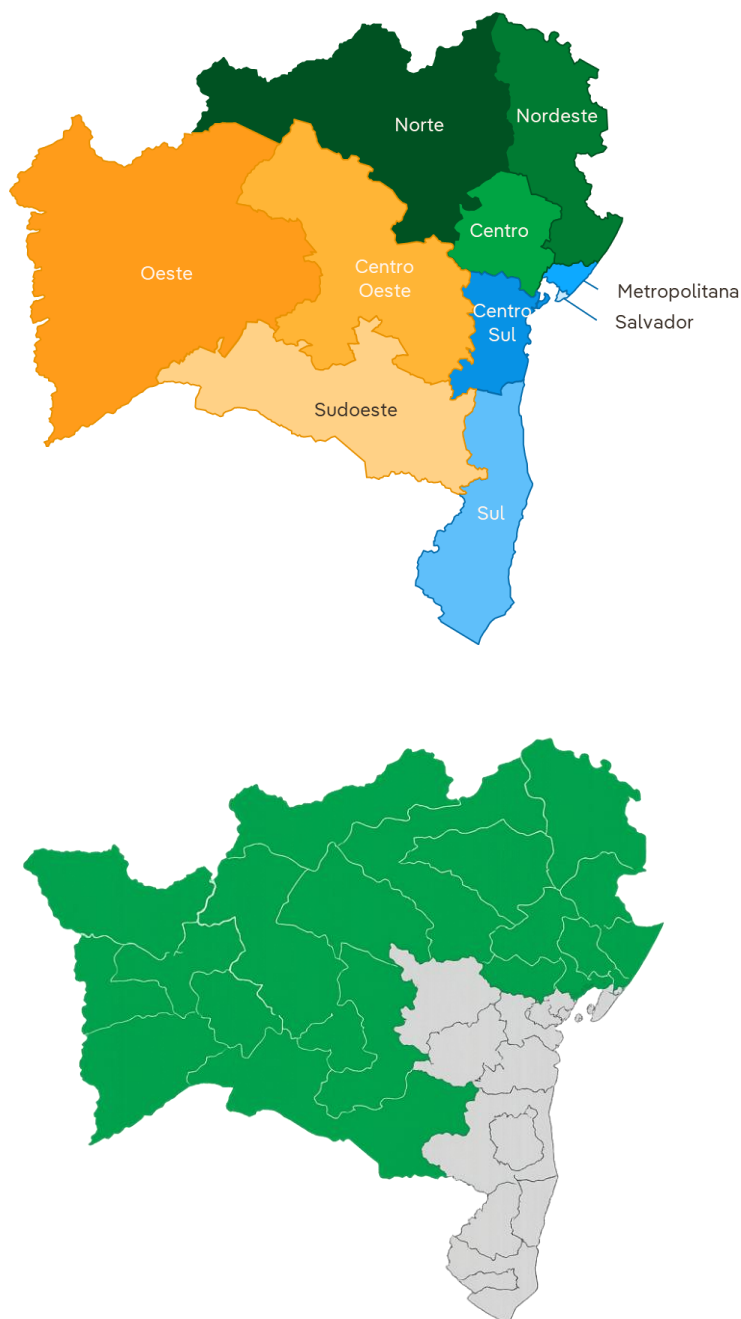 Norte
Nordeste
Centro
Oeste
Centro
Oeste
Metropolitana
Centro
Sul
Salvador
Sudoeste
Sul